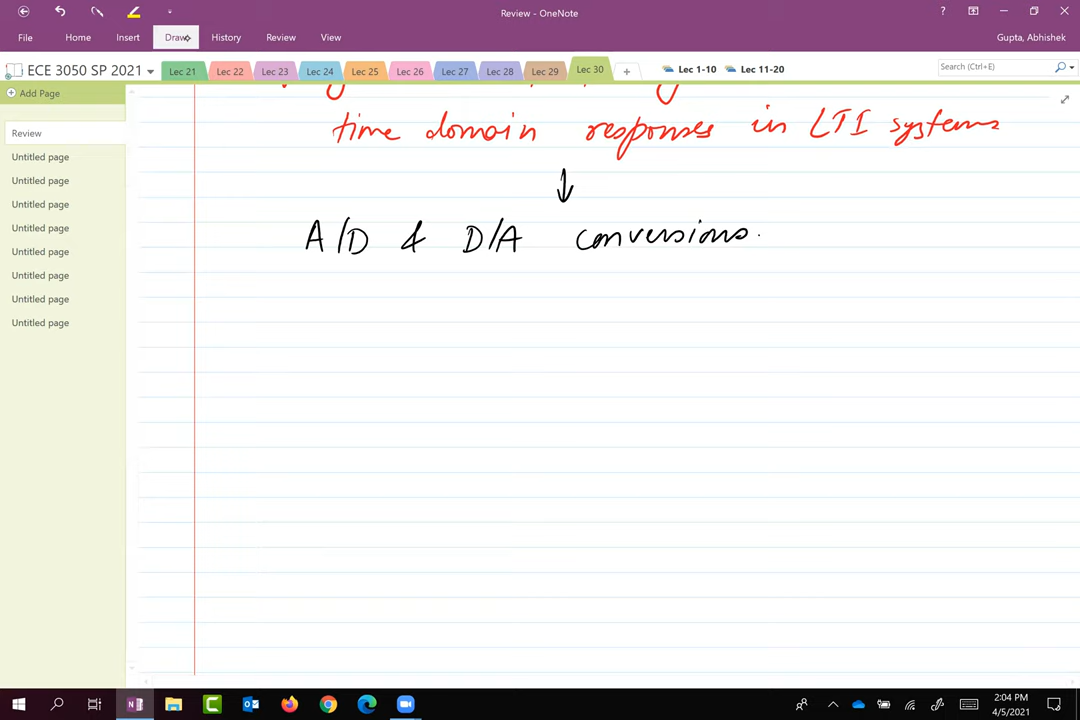 Review - OneNote
?
File
Home
Insert
Draw
History
Review
View
Gupta, Abhishek
ECE 3050 SP 2021
Lec 21
Lec 22
Lec 23
Lec 24
Lec 25
Lec 26
Lec 27
Lec 28
Lec 29
Lec 30
Lec 1-10
Lec 11-20
Search (Ctrl+E)
Add Page
Review
Untitled page
Untitled page
Untitled page
Untitled page
Untitled page
Untitled page
Untitled page
Untitled page
time domain responses in LTI systems
A/D & D/A conversions.
2:04 PM
4/5/2021